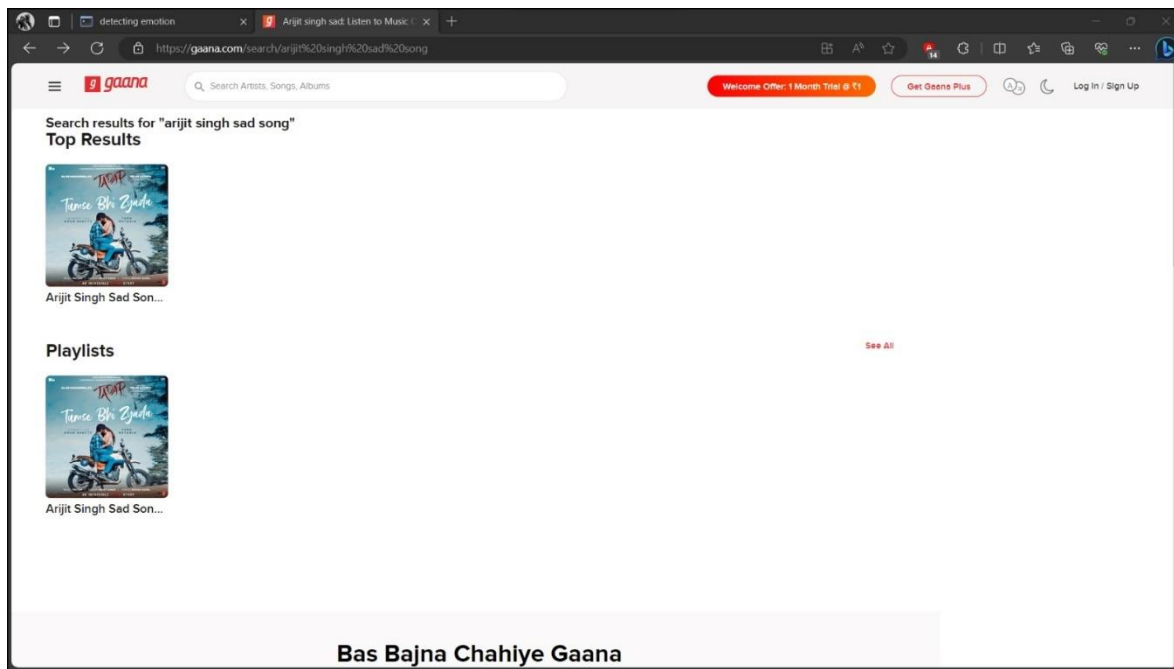 detecting emotion
Arijit singh sad: Listen to Music
https://gaana.com/search/arijit%20singh%20sad%20song
14
g gaana
Search Artists, Songs, Albums
Welcome Offer: 1 Month Trial @ ₹1
Get Gaana Plus
Log In / Sign Up
Search results for "arijit singh sad song"
Top Results
TADAP
Tumse Bhi Zyada
Arijit Singh Sad Son...
Playlists
See All
TADAP
Tumse Bhi Zyada
Arijit Singh Sad Son...
Bas Bajna Chahiye Gaana